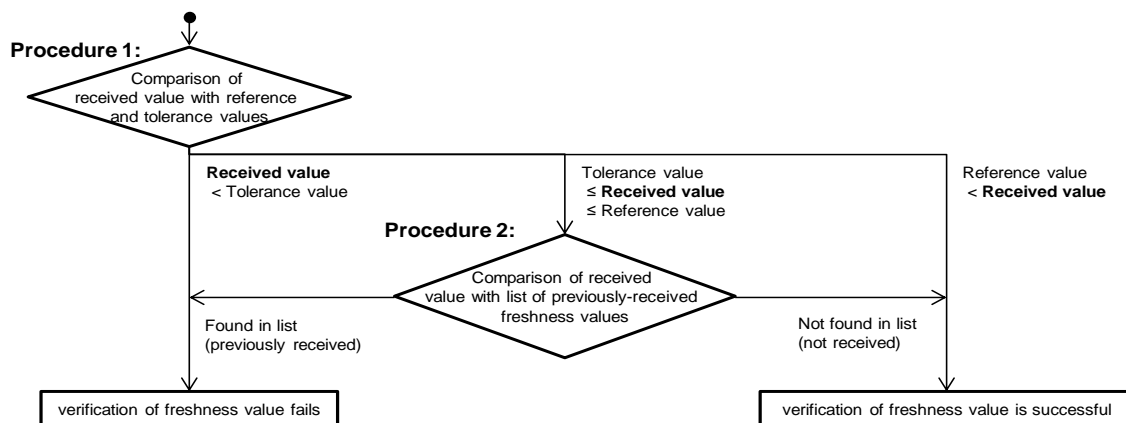 Procedure 1:
Comparison of
received value with reference
and tolerance values
Received value
< Tolerance value
Tolerance value
≤ Received value
≤ Reference value
Reference value
< Received value
Procedure 2:
Comparison of received
value with list of previously-received
freshness values
Found in list
(previously received)
Not found in list
(not received)
verification of freshness value fails
verification of freshness value is successful